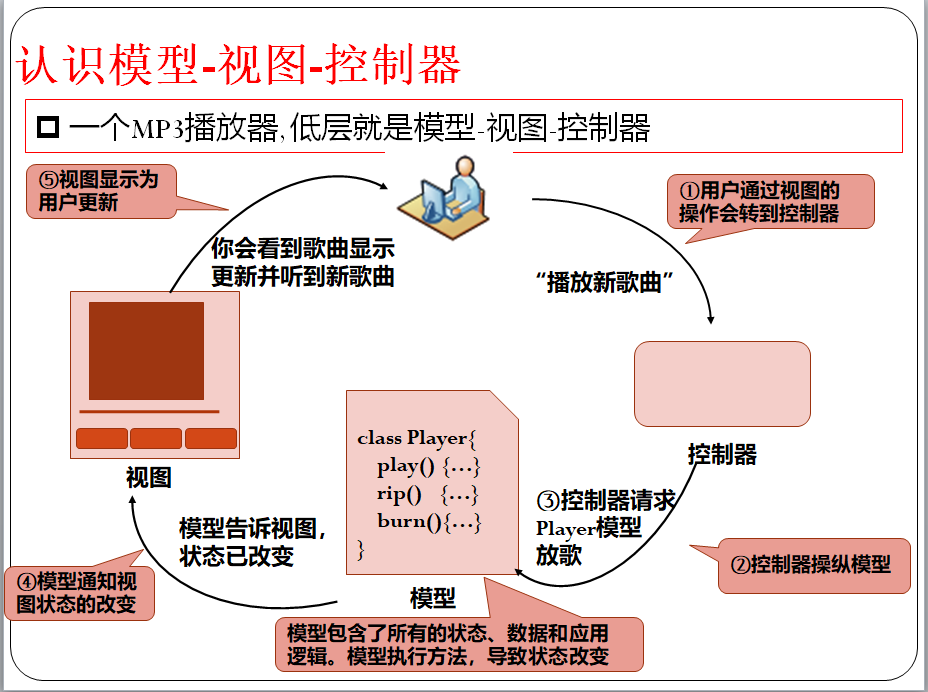 认识模型-视图-控制器
一个MP3播放器,低层就是模型-视图-控制器
⑤视图显示为
用户更新
①用户通过视图的
操作会转到控制器
你会看到歌曲显示
更新并听到新歌曲
“播放新歌曲”
class Player{
play() {…}
rip() {…}
burn(){…}
}
控制器
视图
③控制器请求
Player模型
放歌
模型告诉视图，
状态已改变
②控制器操纵模型
④模型通知视
图状态的改变
模型
模型包含了所有的状态、数据和应用
逻辑。模型执行方法，导致状态改变